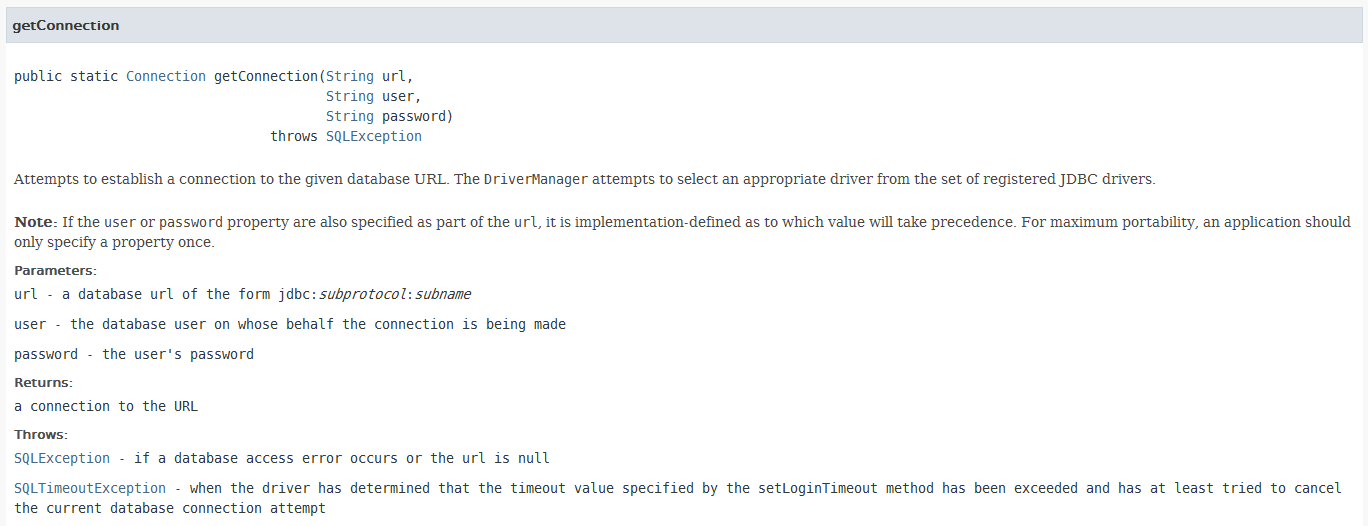 getConnection
public static Connection getConnection(String url,
String user,
String password)
throws SQLException
Attempts to establish a connection to the given database URL. The DriverManager attempts to select an appropriate driver from the set of registered JDBC drivers.
Note: If the user or password property are also specified as part of the url, it is implementation-defined as to which value will take precedence. For maximum portability, an application should
only specify a property once.
Parameters:
url - a database url of the form jdbc:subprotocol:subname
user - the database user on whose behalf the connection is being made
password - the user's password
Returns:
a connection to the URL
Throws:
SQLException - if a database access error occurs or the url is null
SQLTimeoutException - when the driver has determined that the timeout value specified by the setLoginTimeout method has been exceeded and has at least tried to cancel
the current database connection attempt